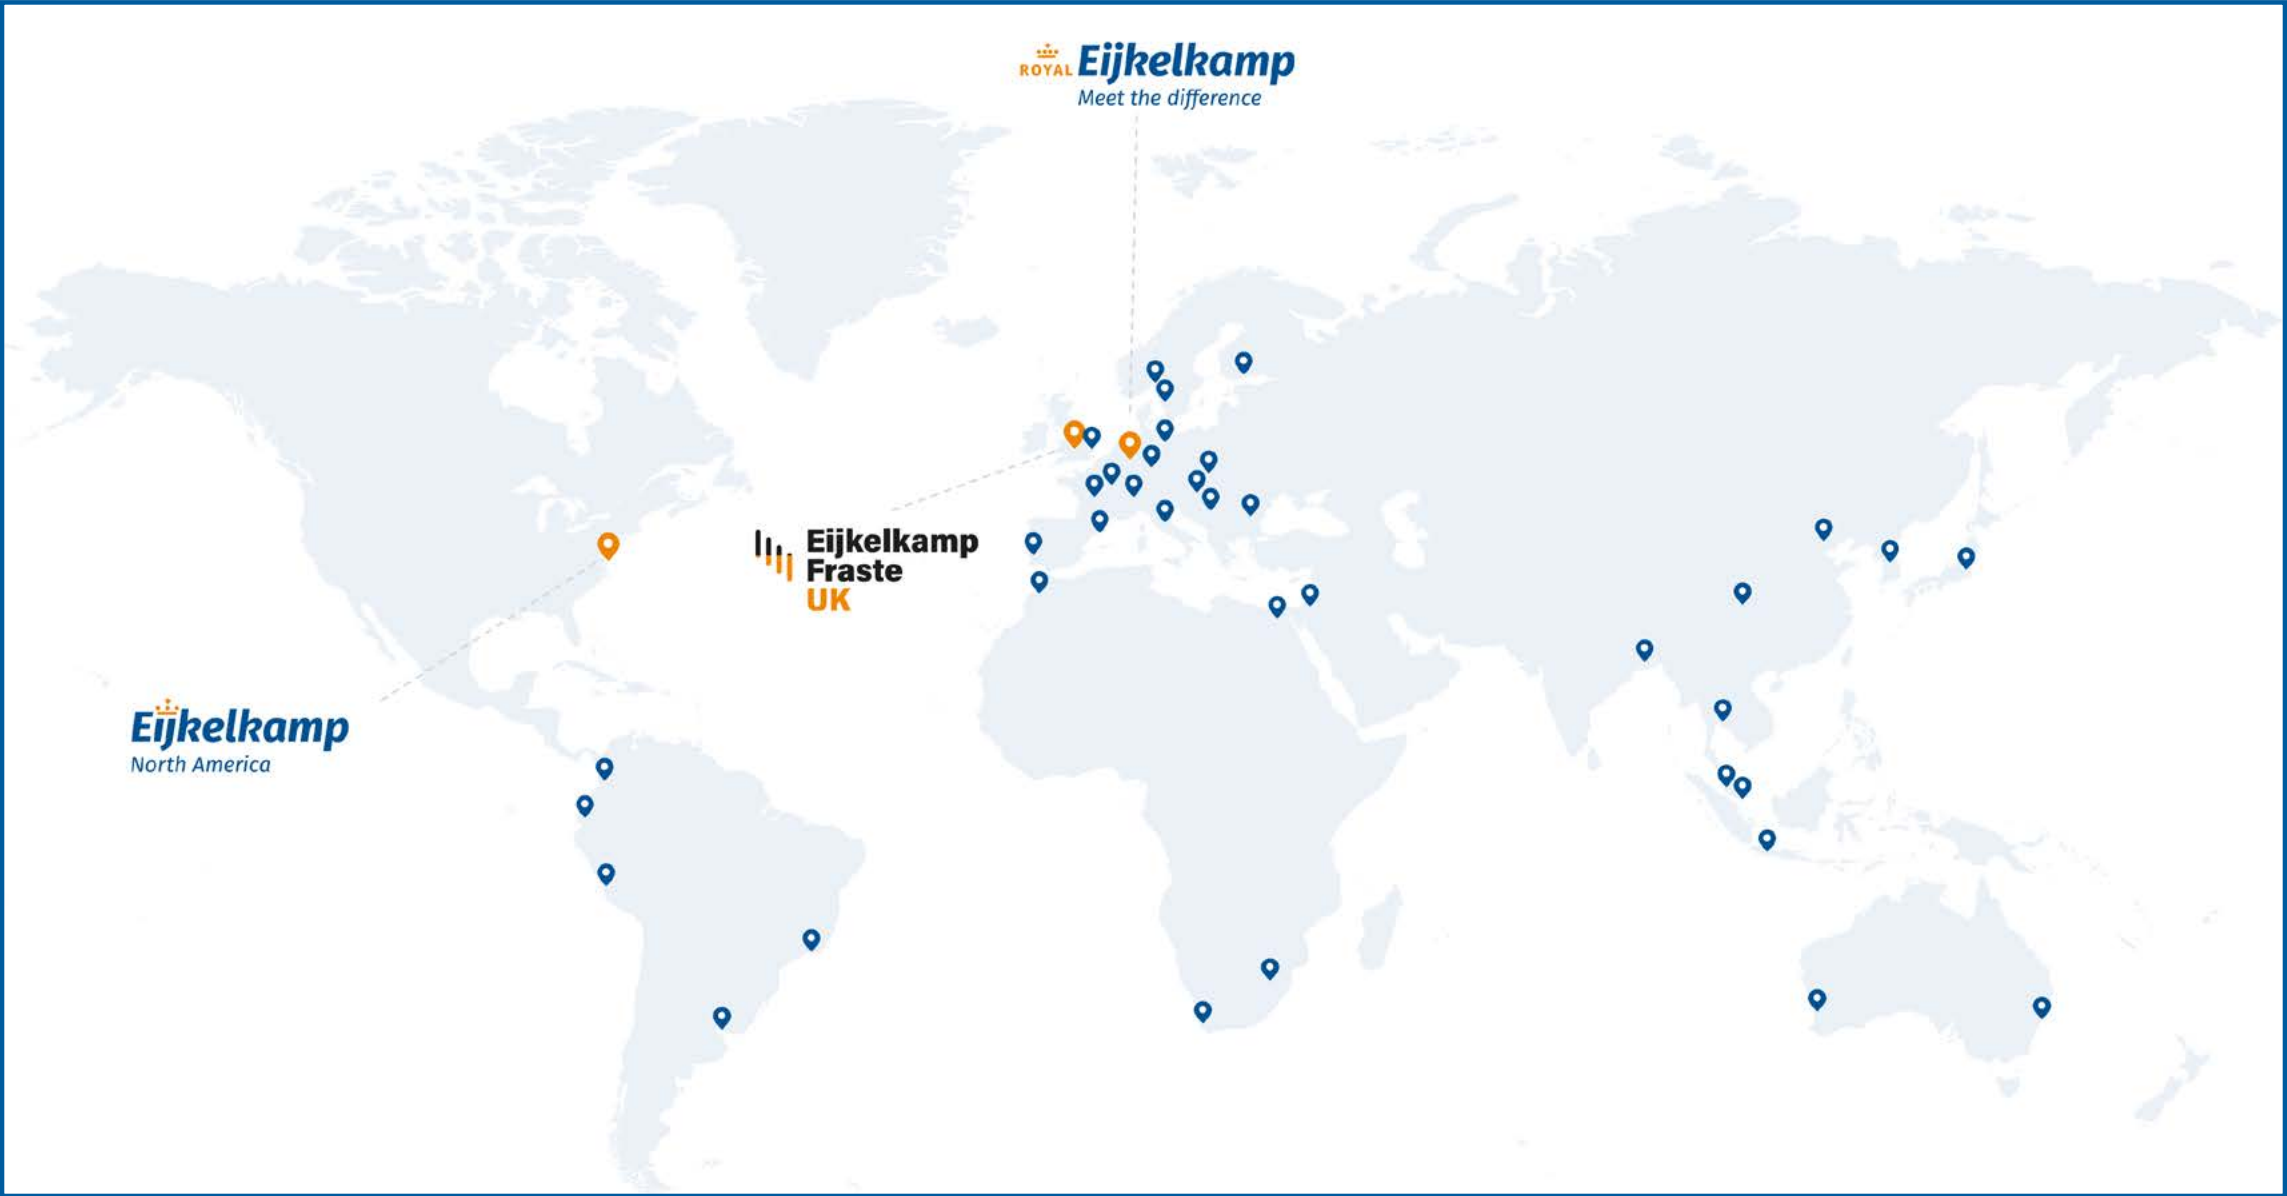 ROYAL Eijkelkamp
Meet the difference
Eijkelkamp
Fraste
UK
Eijkelkamp
North America